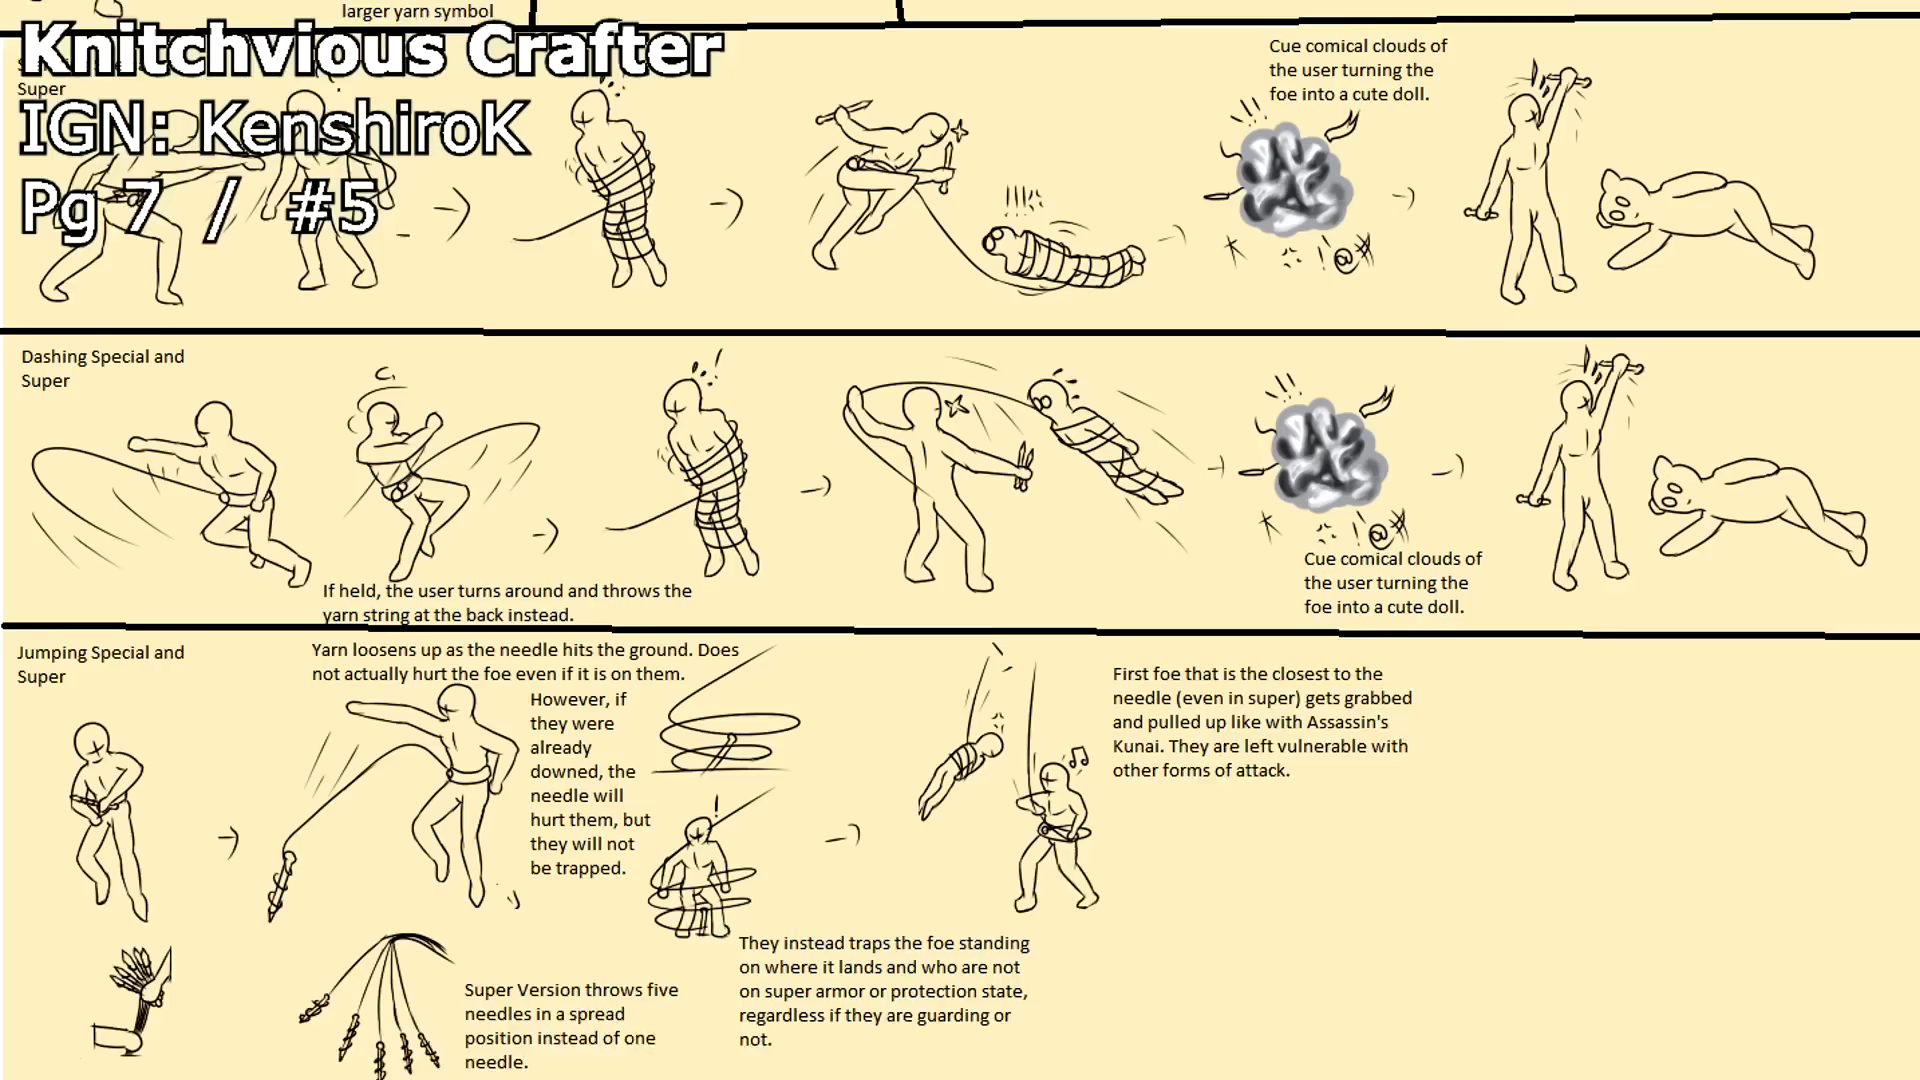 larger yarn symbol
Knitchvious Crafter
Super
IGN: KenshiroK
Pg 7 / #5
Cue comical clouds of
the user turning the
foe into a cute doll.
Dashing Special and
Super
If held, the user turns around and throws the
yarn string at the back instead.
Cue comical clouds of
the user turning the
foe into a cute doll.
Jumping Special and
Super
Yarn loosens up as the needle hits the ground. Does
not actually hurt the foe even if it is on them.
However, if
they were
already
downed, the
needle will
hurt them, but
they will not
be trapped.
First foe that is the closest to the
needle (even in super) gets grabbed
and pulled up like with Assassin's
Kunai. They are left vulnerable with
other forms of attack.
They instead traps the foe standing
on where it lands and who are not
on super armor or protection state,
regardless if they are guarding or
not.
Super Version throws five
needles in a spread
position instead of one
needle.